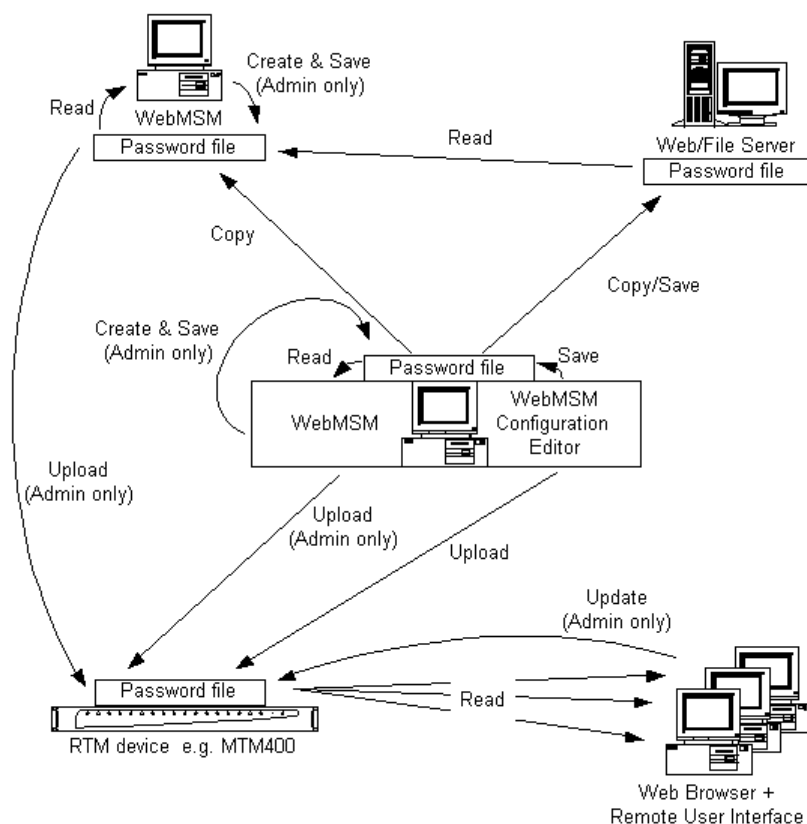 Create & Save
(Admin only)
Read
WebMSM
Password file
Read
Web/File Server
Password file
Copy
Copy/Save
Create & Save
(Admin only)
Read
Password file
Save
WebMSM
WebMSM
Configuration
Editor
Upload
(Admin only)
Upload
(Admin only)
Upload
Update
(Admin only)
Password file
Read
RTM device e.g. MTM400
Web Browser +
Remote User Interface